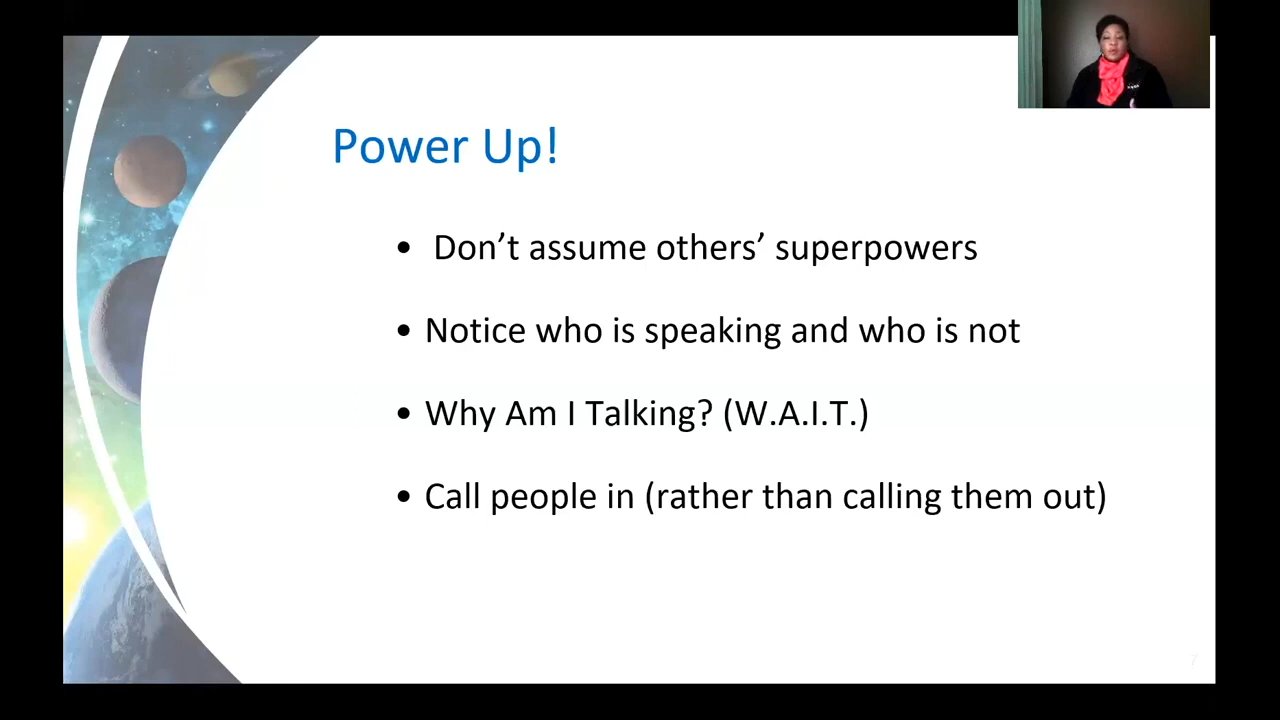 Power Up!
• Don’t assume others’ superpowers
• Notice who is speaking and who is not
• Why Am I Talking? (W.A.I.T.)
• Call people in (rather than calling them out)